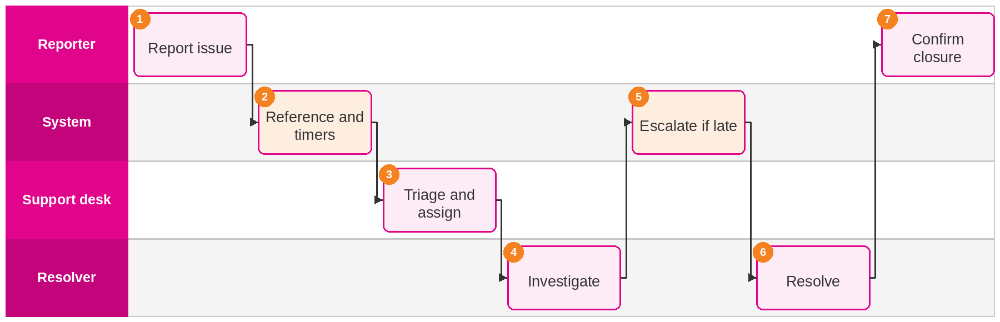 Reporter
1
Report issue
7
Confirm
closure
System
2
Reference and
timers
5
Escalate if late
Support desk
3
Triage and
assign
Resolver
4
Investigate
6
Resolve